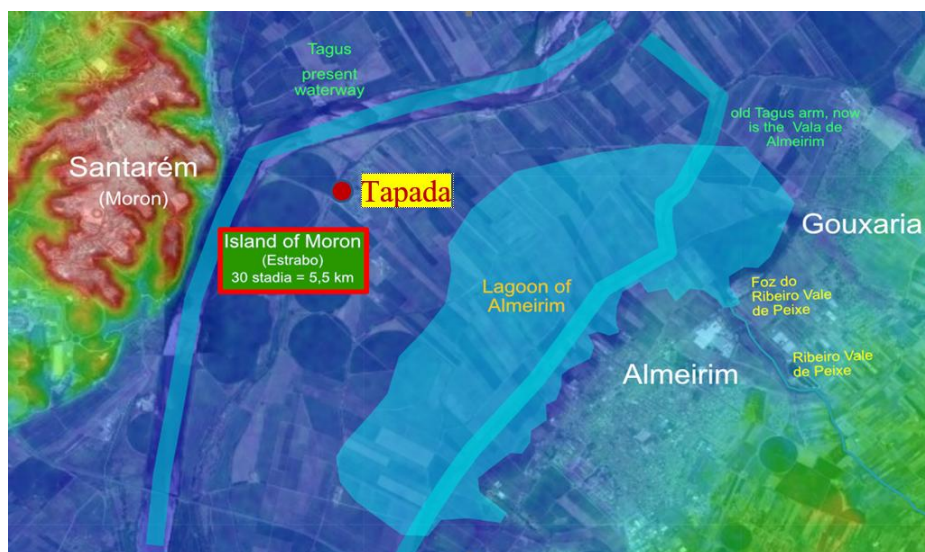 Tagus
present
waterway
old Tagus arm, now
is the Vala de
Almeirim
Santarém
(Moron)
Tapada
Island of Moron
(Estrabo)
30 stadia = 5,5 km
Gouxaria
Lagoon of
Almeirim
Foz do
Ribeiro Vale
de Peixe
Ribeiro Vale
de Peixe
Almeirim